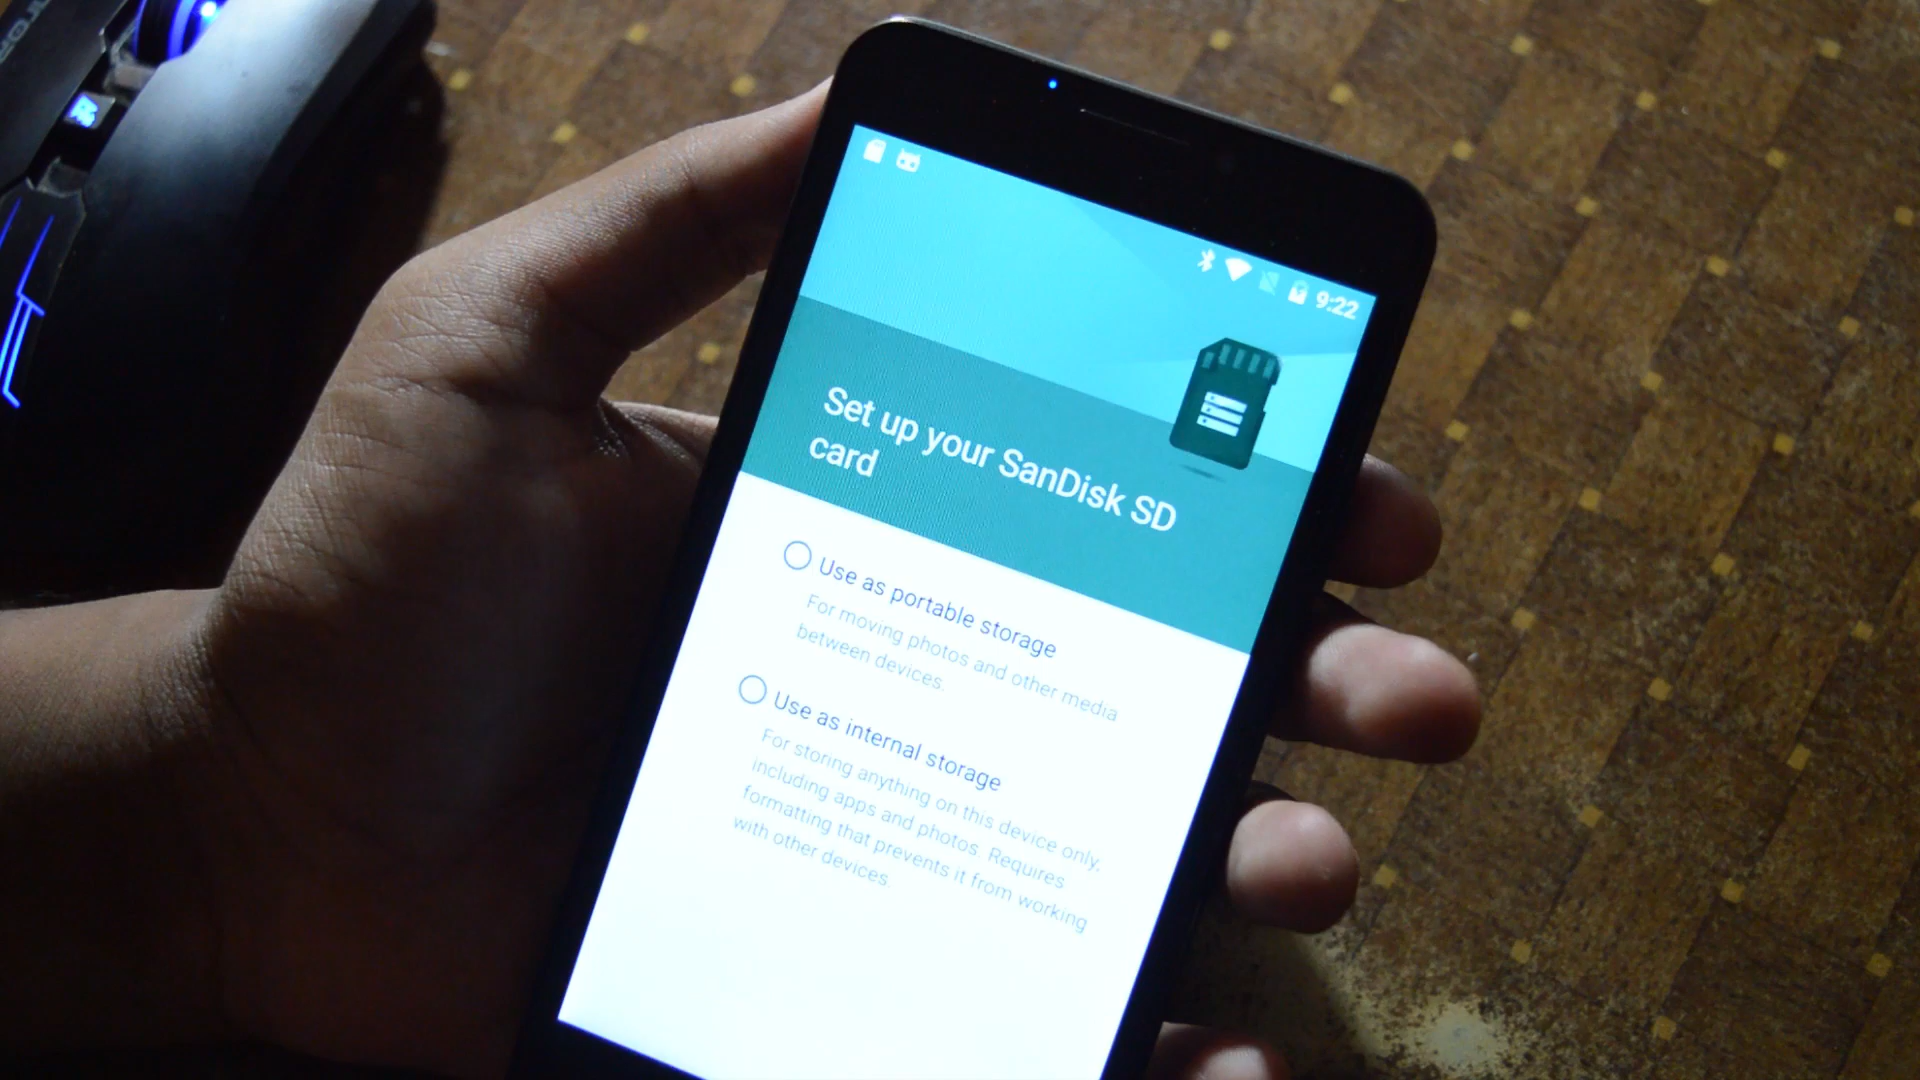 9:22
Set up your SanDisk SD
card
Use as portable storage
For moving photos and other media
between devices.
Use as internal storage
For storing anything on this device only,
including apps and photos. Requires
formatting that prevents it from working
with other devices.